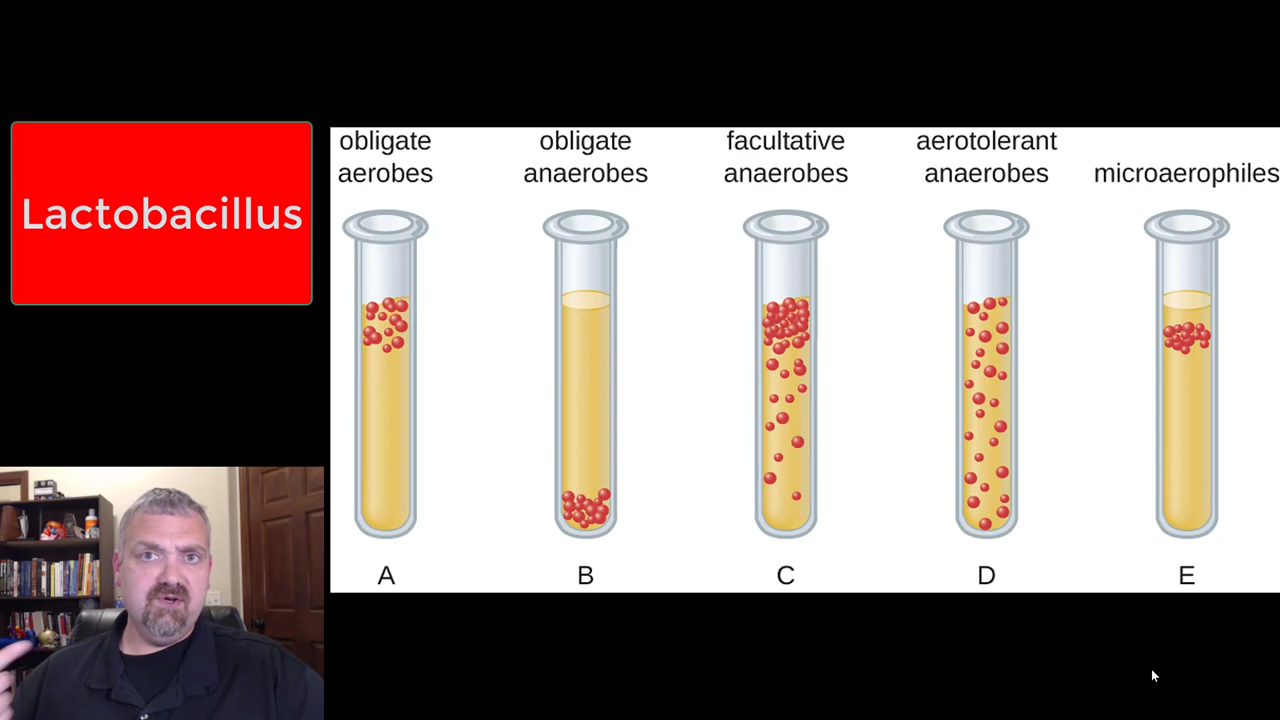 Lactobacillus
obligate
aerobes
obligate
anaerobes
facultative
anaerobes
aerotolerant
anaerobes
microaerophiles
A
B
C
D
E